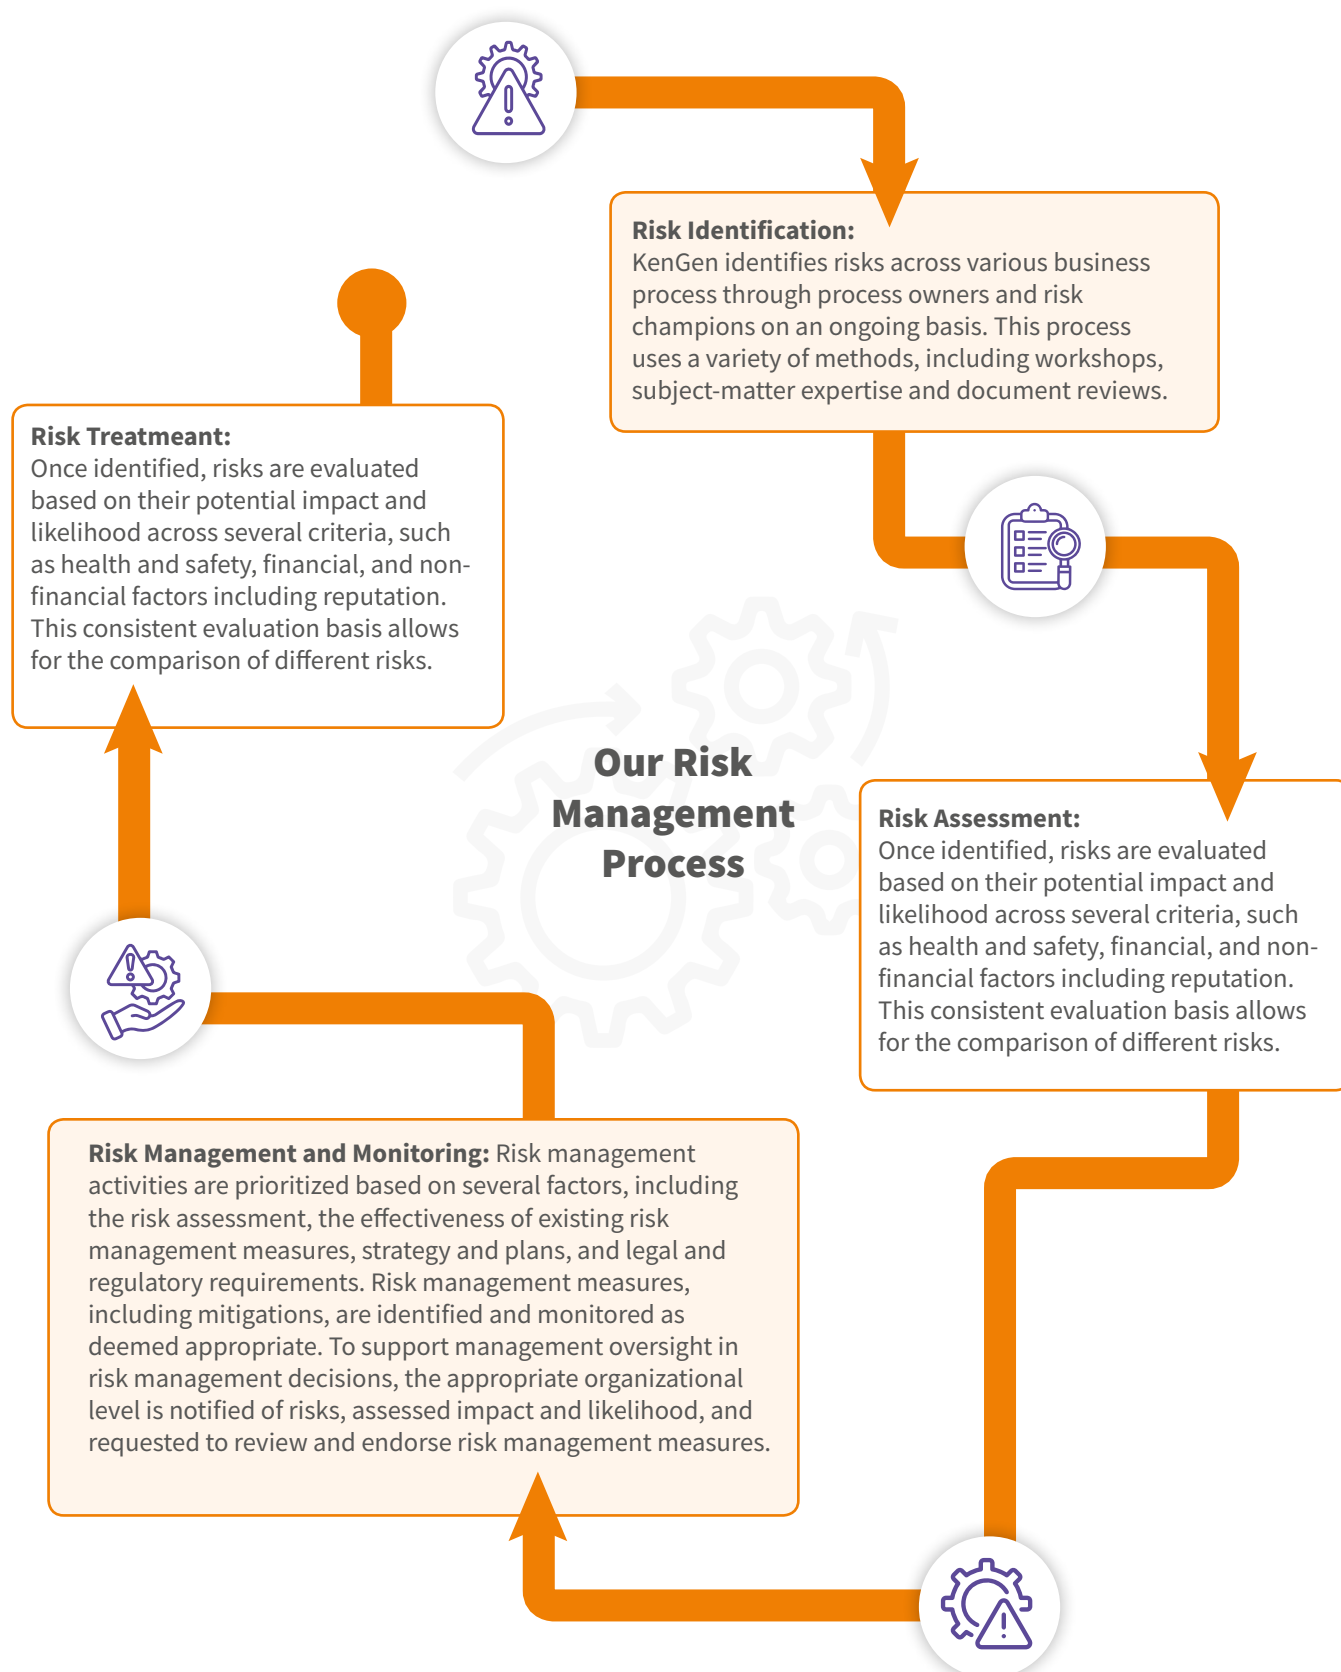 Risk Identification:
KenGen identifies risks across various business
process through process owners and risk
champions on an ongoing basis. This process
uses a variety of methods, including workshops,
subject-matter expertise and document reviews.
Risk Treatmeant:
Once identified, risks are evaluated
based on their potential impact and
likelihood across several criteria, such
as health and safety, financial, and non-
financial factors including reputation.
This consistent evaluation basis allows
for the comparison of different risks.
Our Risk
Management
Process
Risk Assessment:
Once identified, risks are evaluated
based on their potential impact and
likelihood across several criteria, such
as health and safety, financial, and non-
financial factors including reputation.
This consistent evaluation basis allows
for the comparison of different risks.
Risk Management and Monitoring: Risk management
activities are prioritized based on several factors, including
the risk assessment, the effectiveness of existing risk
management measures, strategy and plans, and legal and
regulatory requirements. Risk management measures,
including mitigations, are identified and monitored as
deemed appropriate. To support management oversight in
risk management decisions, the appropriate organizational
level is notified of risks, assessed impact and likelihood, and
requested to review and endorse risk management measures.